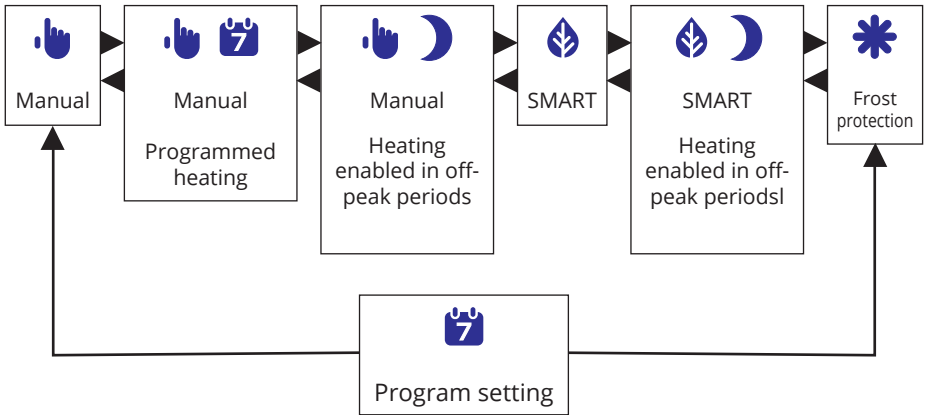 Manual
7
Manual
Programmed
heating
Manual
Heating
enabled in off-
peak periods
SMART
SMART
Heating
enabled in off-
peak periodsl
Frost
protection
7
Program setting